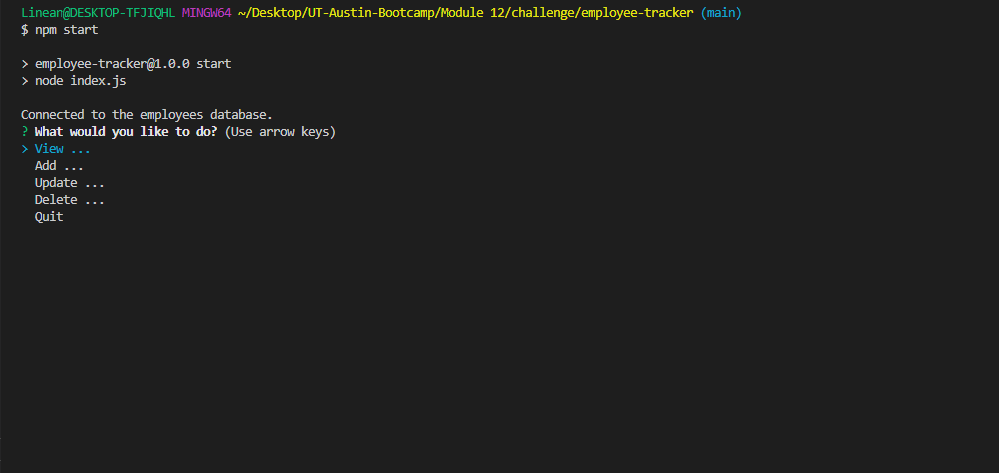 Linear@DESKTOP-TFJIQHL MINGW64 ~/Desktop/UT-Austin-Bootcamp/Module 12/challenge/employee-tracker (main)
$ npm start
> employee-tracker@1.0.0 start
> node index.js
Connected to the employees database.
? What would you like to do? (Use arrow keys)
> View ...
Add ...
Update ...
Delete ...
Quit